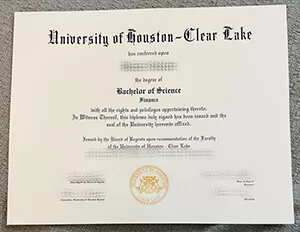 University of Houston-Clear Lake
has conferred upon
the degree of
Bachelor of Science
Finance
with all the rights and privileges appertaining thereto.
In Witness Thereof, this diploma duly signed has been issued and the
seal of the University hereunto affixed.
Issued by the Board of Regents upon recommendation of the Faculty
of the University of Houston - Clear Lake